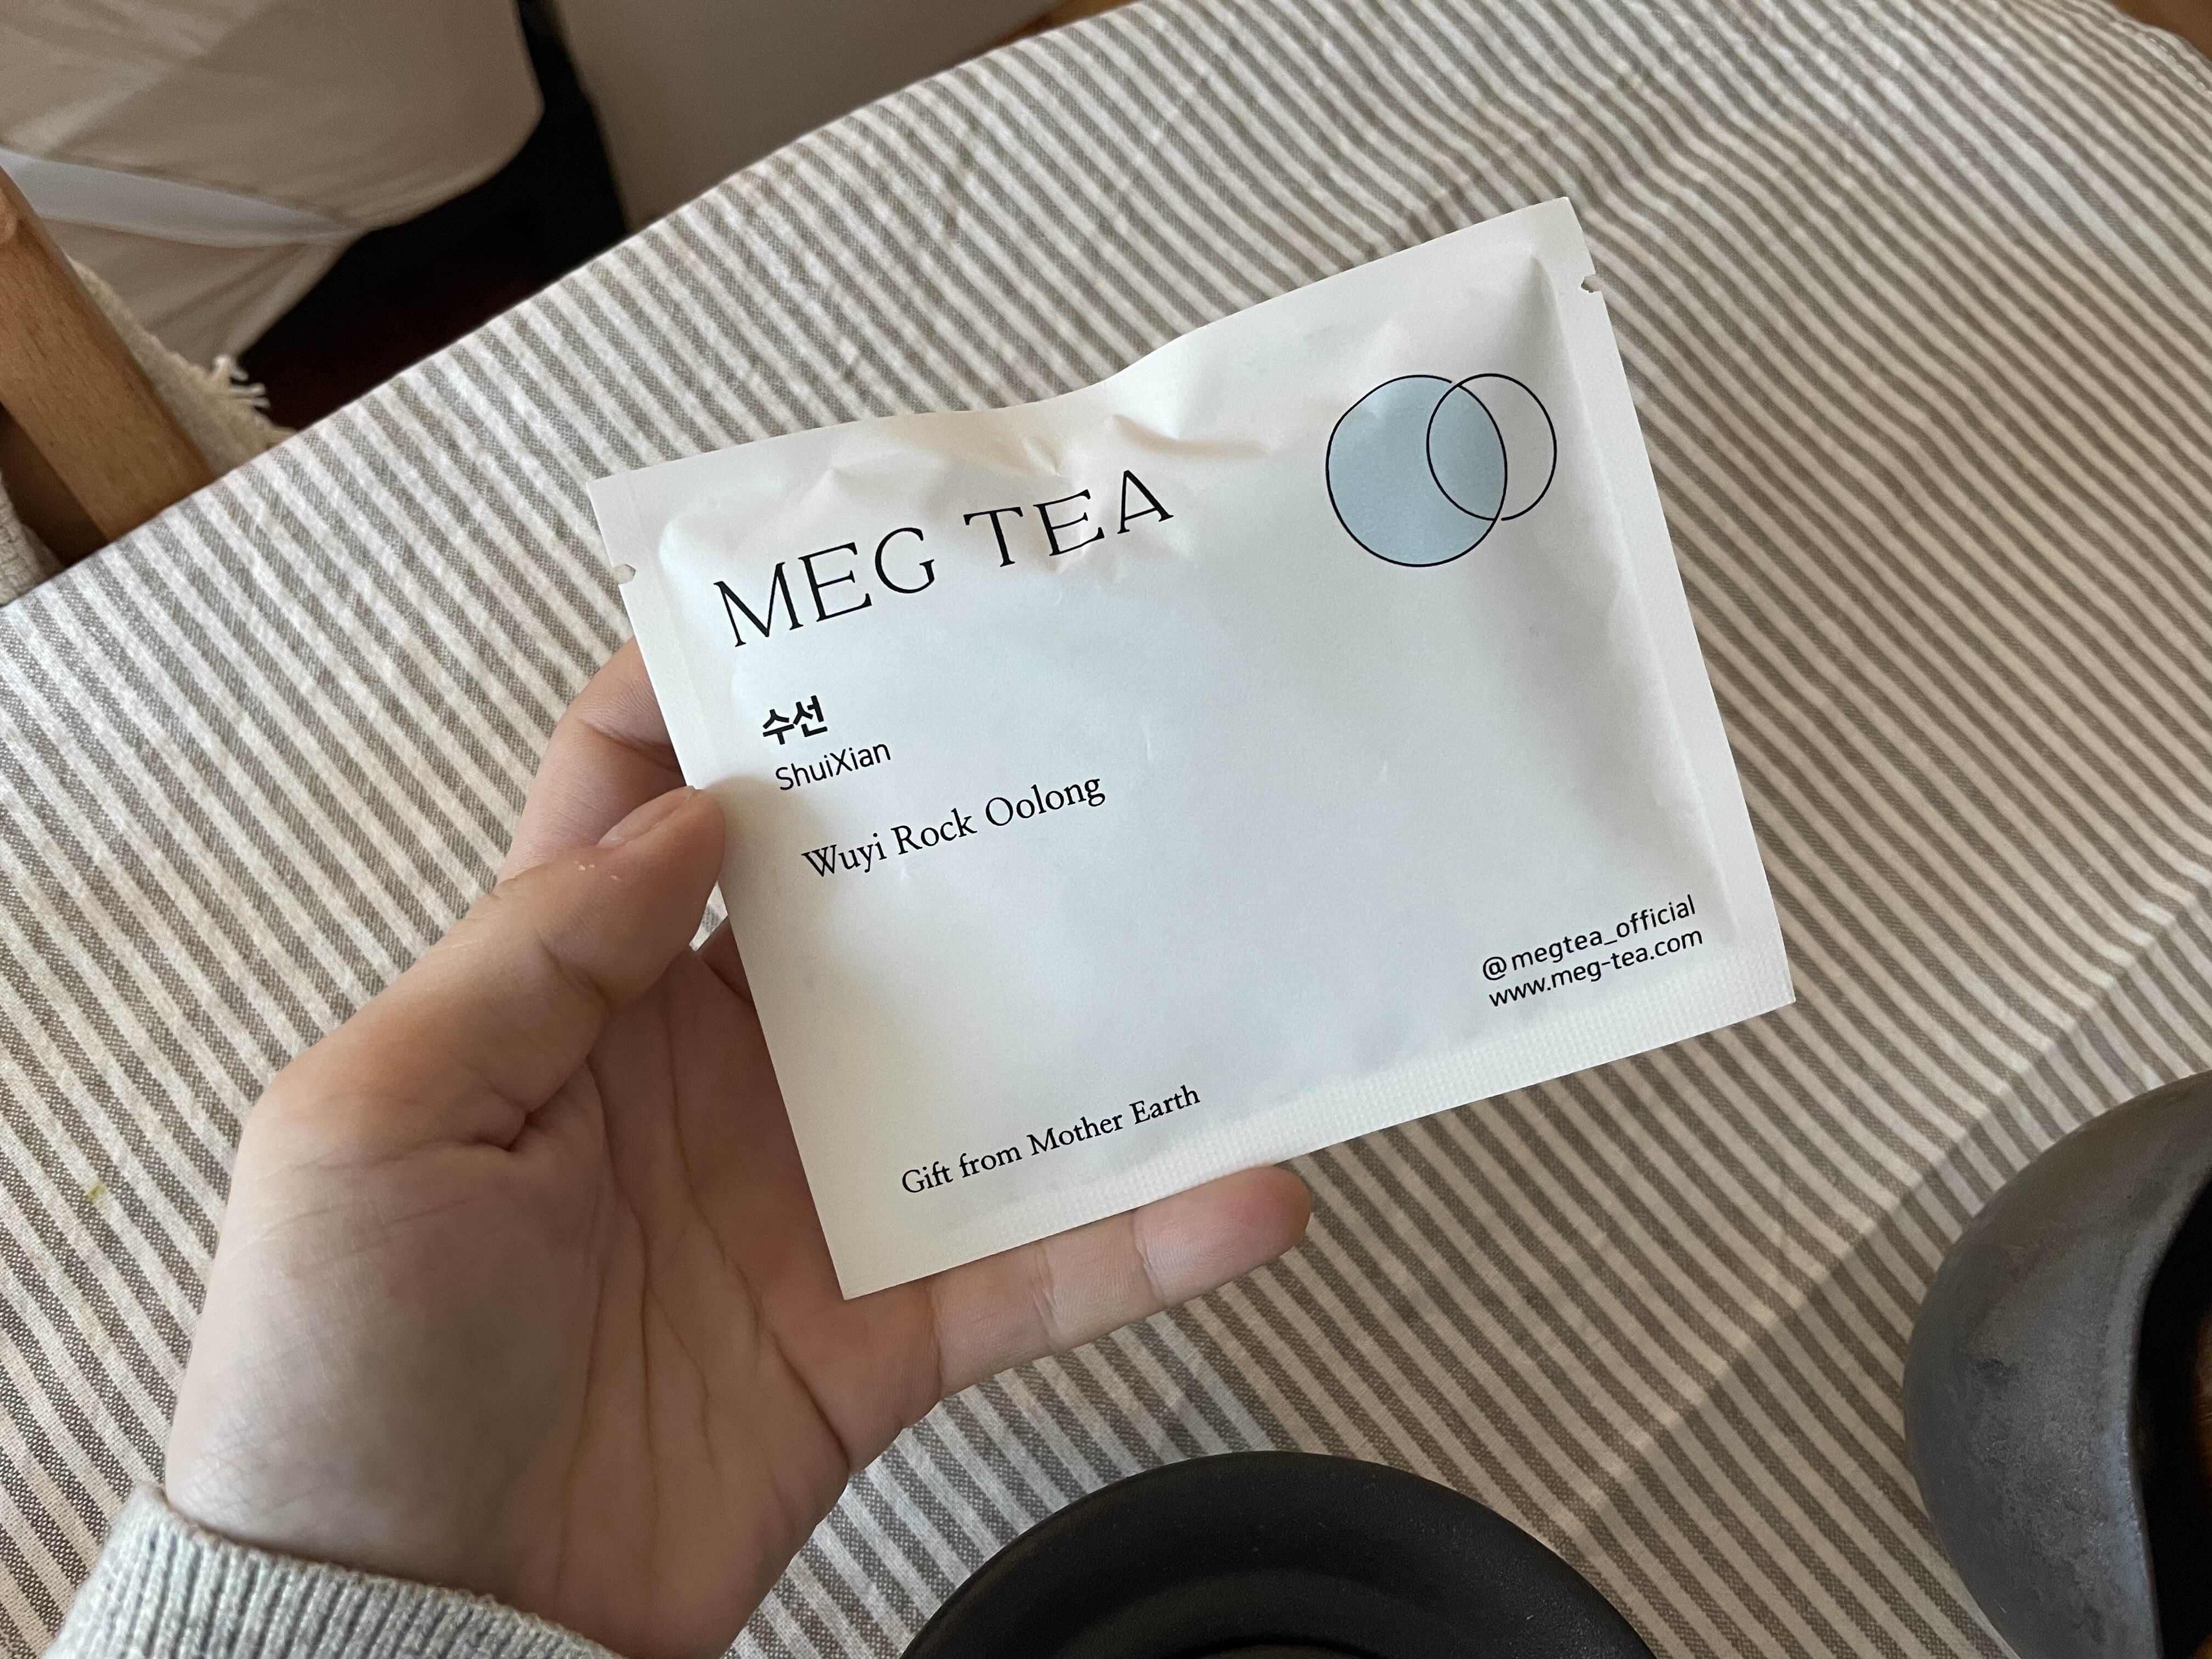 MEG TEA
수선
ShuiXian
Wuyi Rock Oolong
@megtea_official
www.meg-tea.com
Gift from Mother Earth